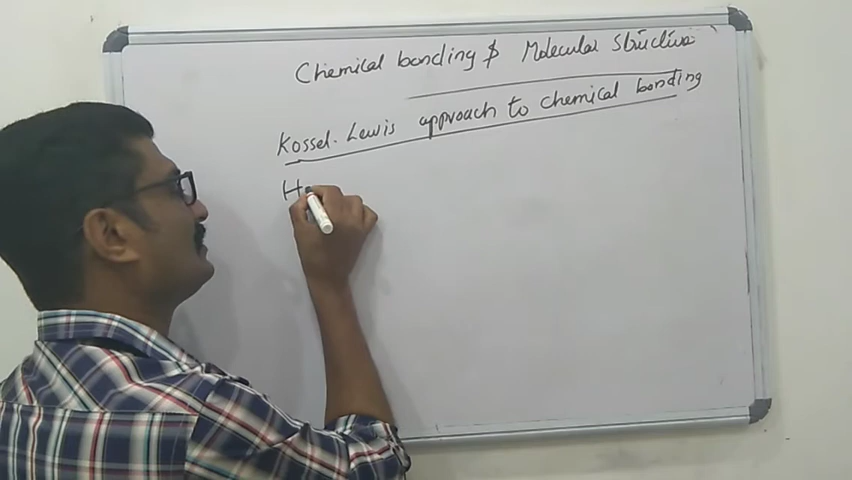 Chemical bonding & Molecular Structure
Kossel-Lewis approach to chemical bonding
H